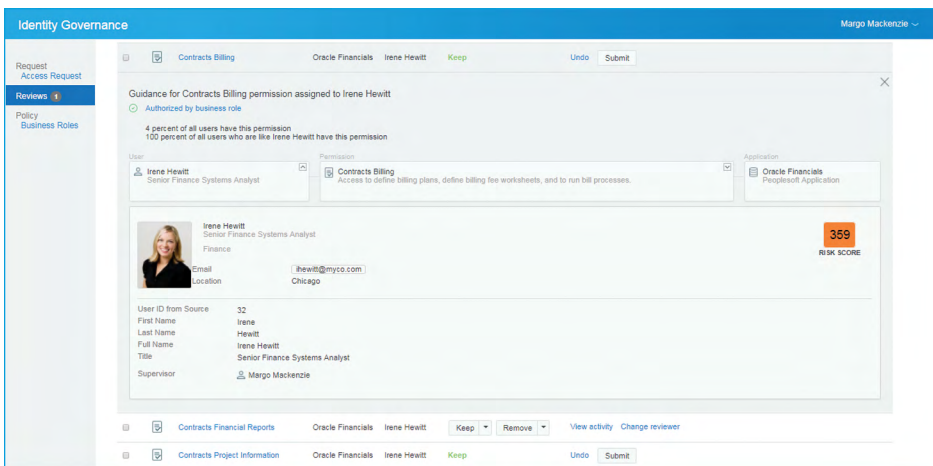 Identity Governance
Margo Mackenzie
Request
Access Request
Reviews 1
Policy
Business Roles
Contracts Billing Oracle Financials Irene Hewitt Keep Undo Submit
Guidance for Contracts Billing permission assigned to Irene Hewitt
Authorized by business role
4 percent of all users have this permission
100 percent of all users who are like Irene Hewitt have this permission
User Permission Application
Irene Hewitt Contracts Billing Oracle Financials
Senior Finance Systems Analyst Access to define billing plans, define billing fee worksheets, and to run bill processes. Peoplesoft Application
Irene Hewitt
Senior Finance Systems Analyst
Finance
359
RISK SCORE
Email ihewitt@myco.com
Location Chicago
User ID from Source 32
First Name Irene
Last Name Hewitt
Full Name Irene Hewitt
Title Senior Finance Systems Analyst
Supervisor Margo Mackenzie
Contracts Financial Reports Oracle Financials Irene Hewitt Keep Remove View activity Change reviewer
Contracts Project Information Oracle Financials Irene Hewitt Keep Undo Submit